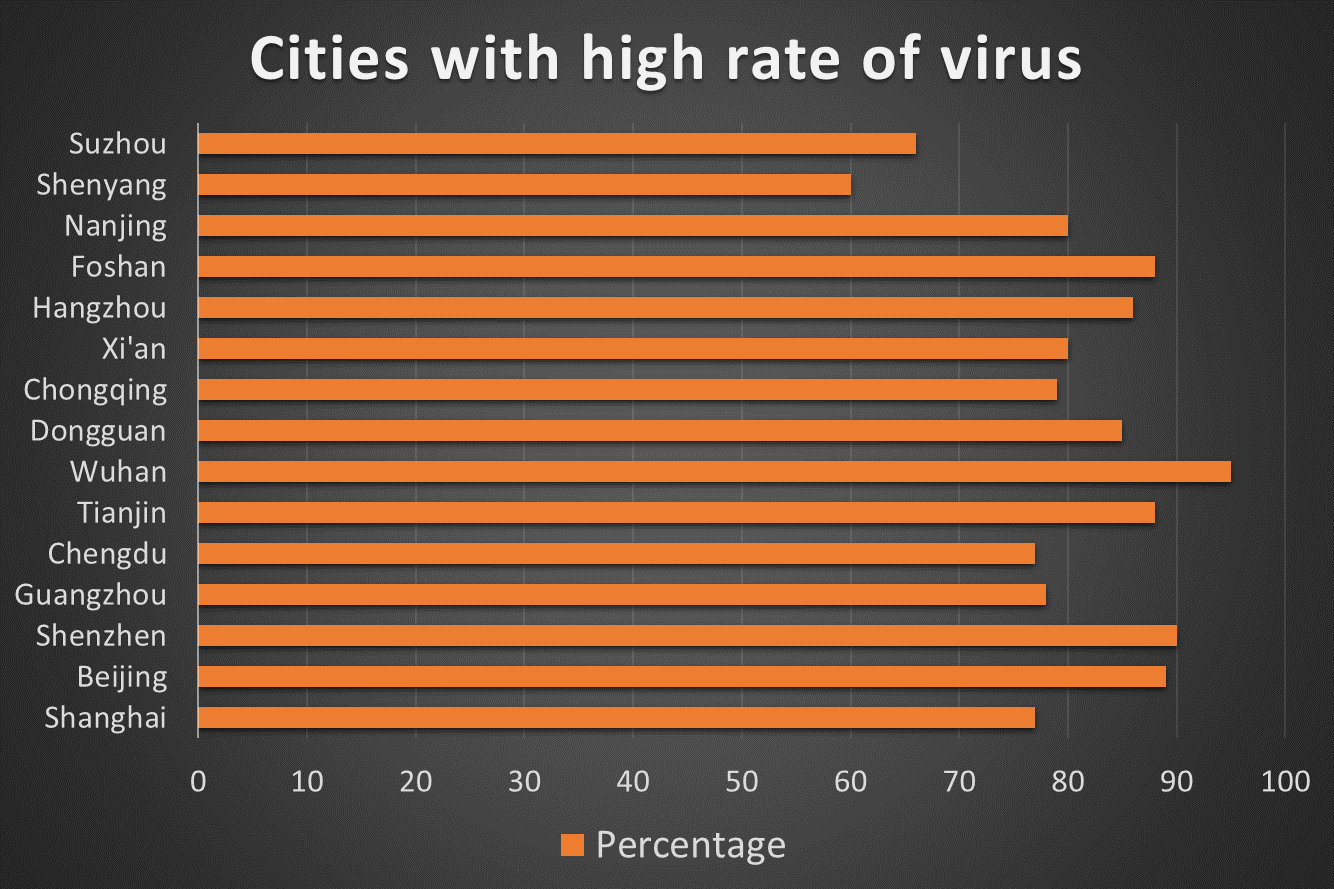 Cities with high rate of virus
Suzhou
Shenyang
Nanjing
Foshan
Hangzhou
Xi'an
Chongqing
Dongguan
Wuhan
Tianjin
Chengdu
Guangzhou
Shenzhen
Beijing
Shanghai
0 10 20 30 40 50 60 70 80 90 100
Percentage